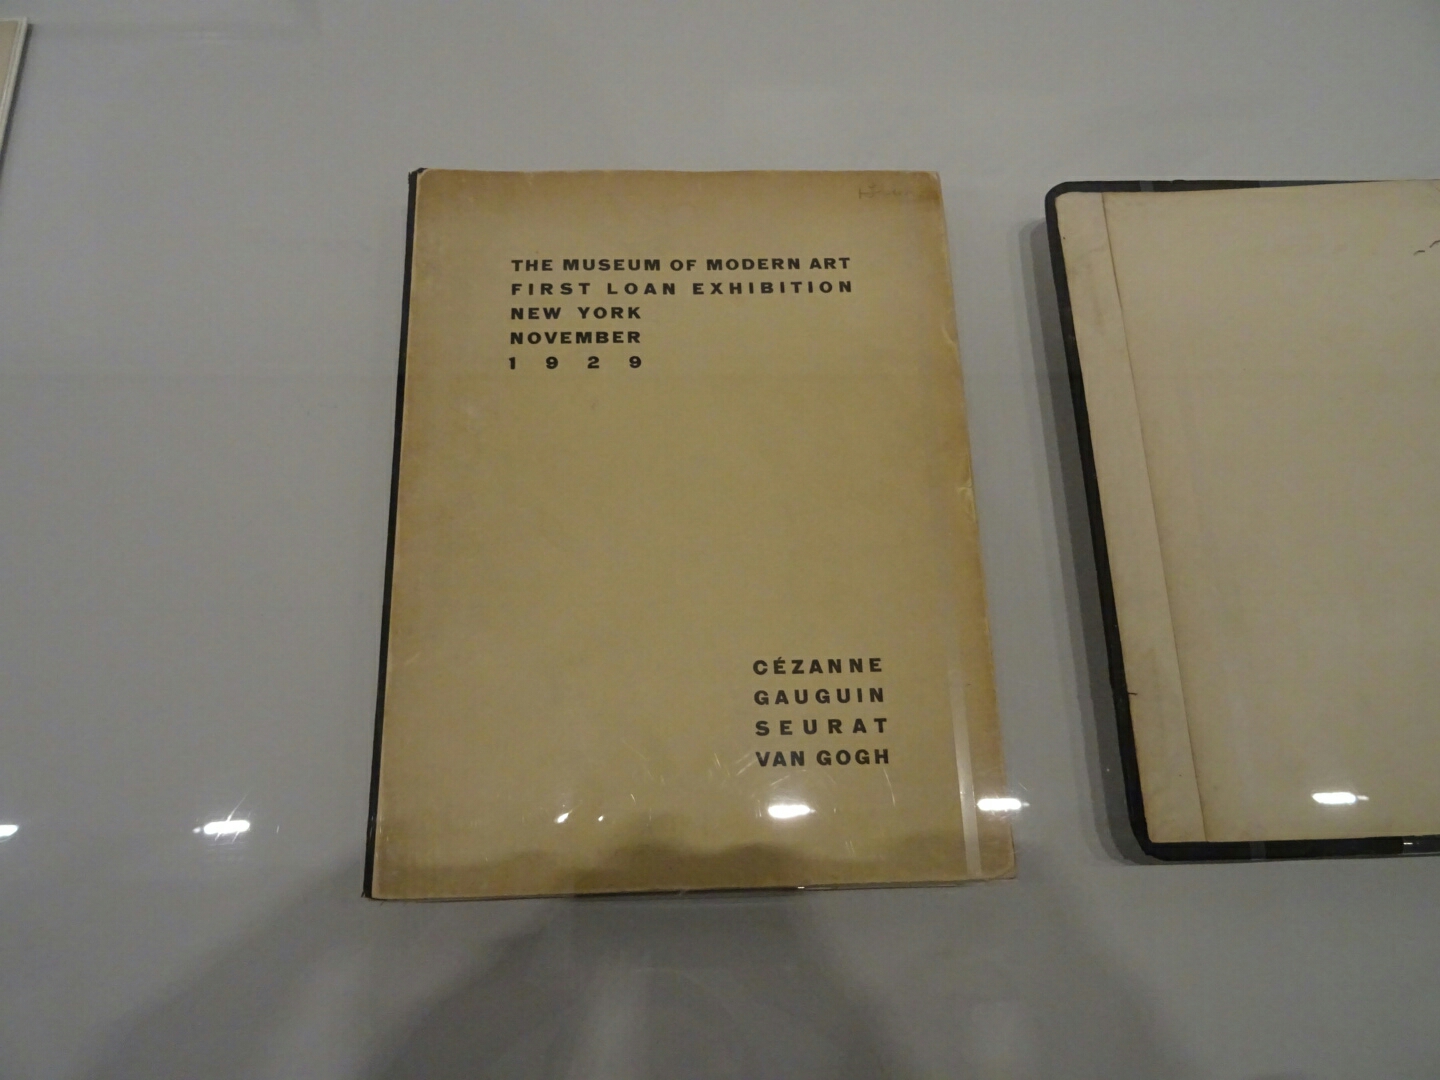 THE MUSEUM OF MODERN ART
FIRST LOAN EXHIBITION
NEW YORK
NOVEMBER
1 9 2 9
CÉZANNE
GAUGUIN
SEURAT
VAN GOGH